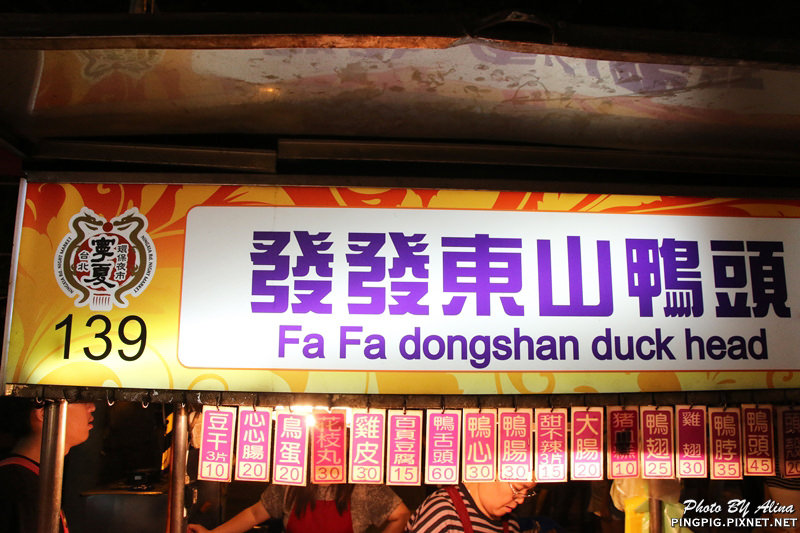 寧夏
台北
環保夜市
139
發發東山鴨頭
Fa Fa dongshan duck head
豆干 3片 10
心心腸 20
鳥蛋 20
花枝丸 30
雞皮 30
百頁豆腐 15
鴨舌頭 60
鴨心 30
鴨腸 30
甜辣 3片 15
大腸 20
豬糕 10
鴨翅 25
雞翅 30
鴨脖 35
鴨頭 45
20
Photo BY Alina
PINGPIG.PIXNET.NET